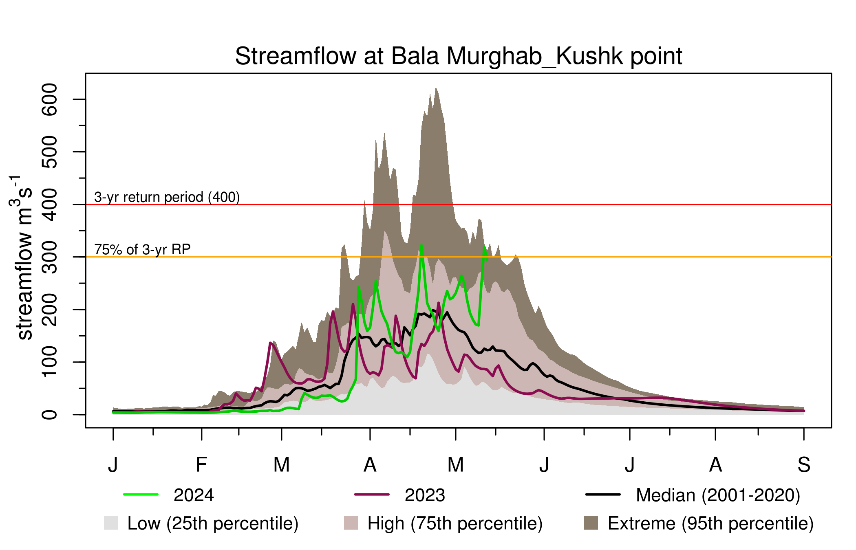 Streamflow at Bala Murghab_Kushk point
streamflow m³s⁻¹
600
500
400
300
200
100
0
3-yr return period (400)
75% of 3-yr RP
J F M A M J J A S
2024 2023 Median (2001-2020)
Low (25th percentile) High (75th percentile) Extreme (95th percentile)